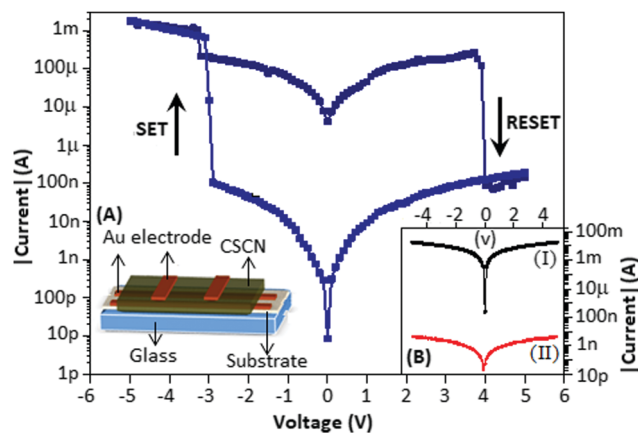 |Current| (A)
1m
100μ
10μ
1μ
100n
10n
1n
100p
10p
1p
SET
RESET
(A)
Au electrode
CSCN
Glass
Substrate
-4 -2 0 2 4
(v)
(I)
(II)
(B)
100m
1m
10μ
100n
1n
10p
|Current| (A)
-6 -5 -4 -3 -2 -1 0 1 2 3 4 5 6
Voltage (V)